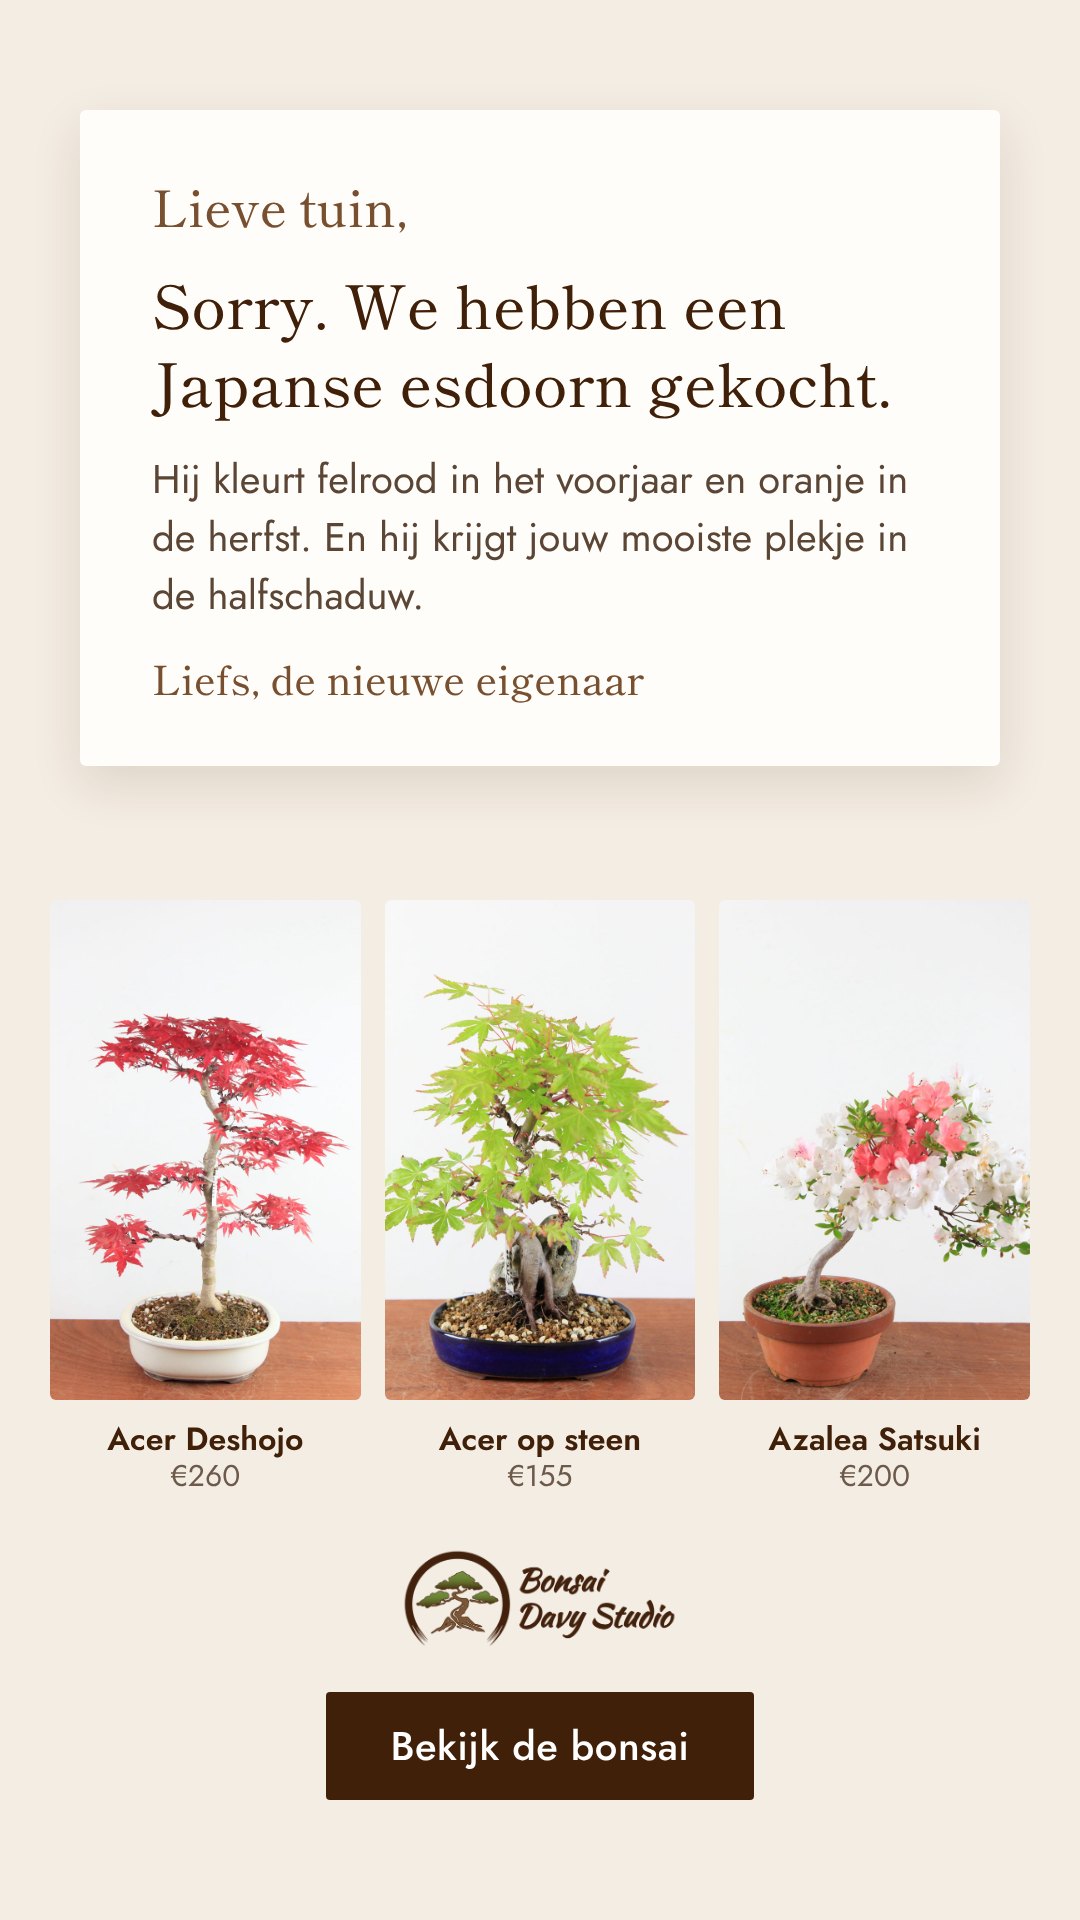 Lieve tuin,
Sorry. We hebben een
Japanse esdoorn gekocht.
Hij kleurt felrood in het voorjaar en oranje in
de herfst. En hij krijgt jouw mooiste plekje in
de halfschaduw.
Liefs, de nieuwe eigenaar
Acer Deshojo
€260
Acer op steen
€155
Azalea Satsuki
€200
Bonsai
Davy Studio
Bekijk de bonsai